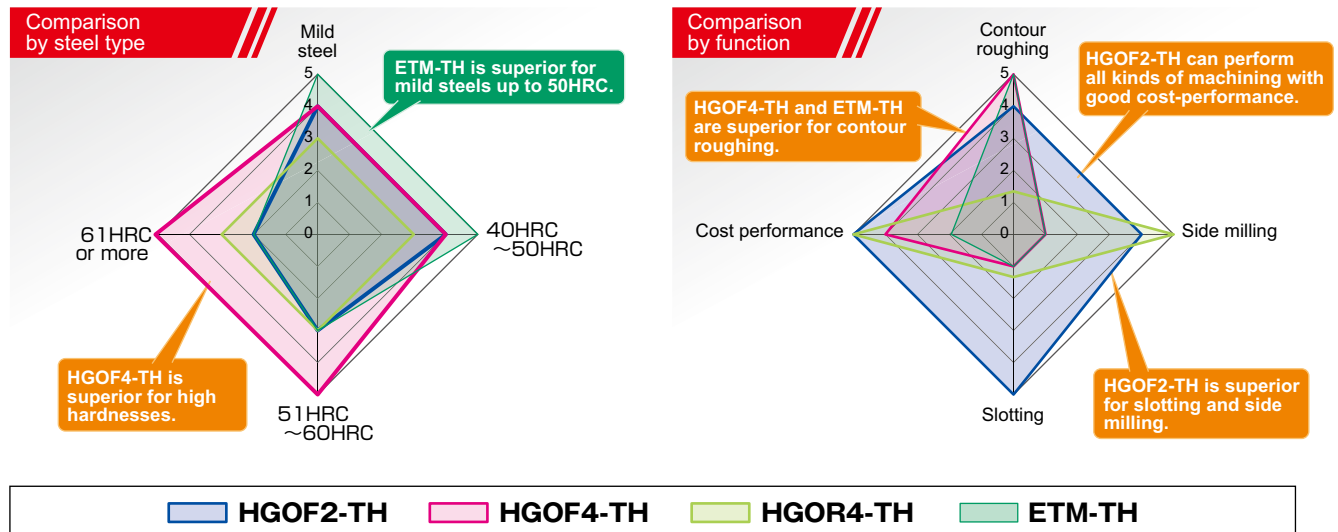 Comparison
by steel type
Mild
steel
5
4
3
2
1
0
ETM-TH is superior for
mild steels up to 50HRC.
61HRC
or more
40HRC
～50HRC
HGOF4-TH is
superior for high
hardnesses.
51HRC
～60HRC
Comparison
by function
Contour
roughing
5
4
3
2
1
0
HGOF2-TH can perform
all kinds of machining with
good cost-performance.
HGOF4-TH and ETM-TH
are superior for contour
roughing.
Cost performance
Side milling
HGOF2-TH is superior
for slotting and side
milling.
Slotting
HGOF2-TH HGOF4-TH HGOR4-TH ETM-TH